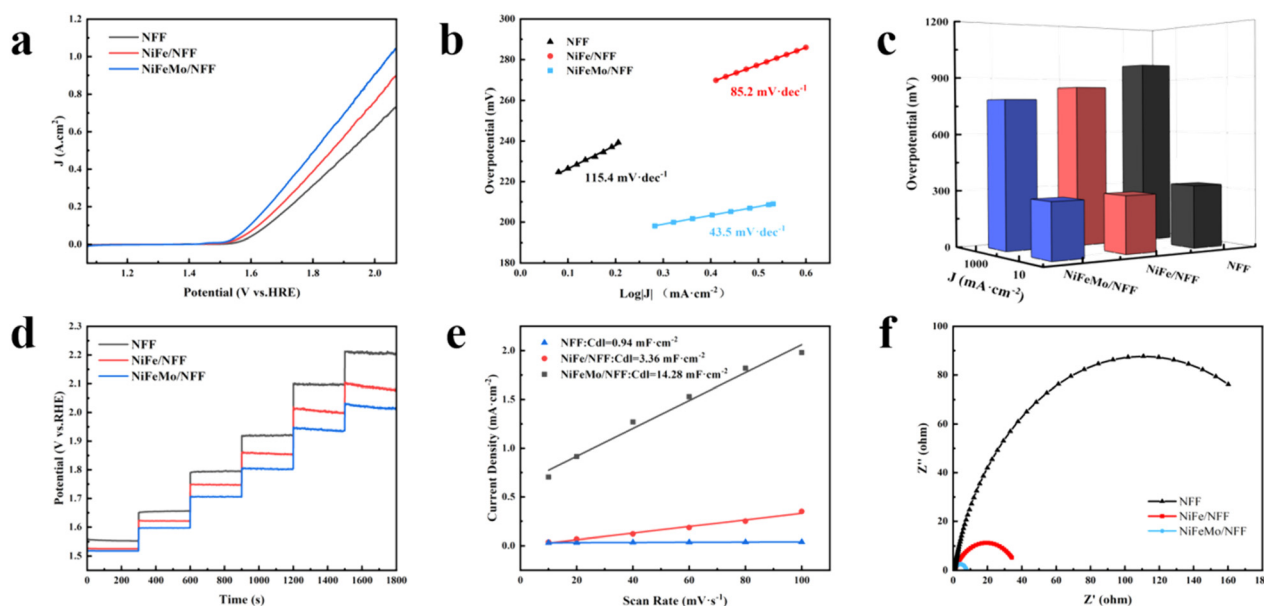 a
NFF
NiFe/NFF
NiFeMo/NFF
J (A.cm²)
1.2
1.0
0.8
0.6
0.4
0.2
0.0
1.2 1.4 1.6 1.8 2.0
Potential (V vs.HRE)
b
NFF
NiFe/NFF
NiFeMo/NFF
85.2 mV·dec⁻¹
115.4 mV·dec⁻¹
43.5 mV·dec⁻¹
Overpotential (mV)
300
280
260
240
220
200
180
0.0 0.1 0.2 0.3 0.4 0.5 0.6
Log|J| (mA·cm⁻²)
c
Overpotential (mV)
1200
900
600
300
0
1000
10
J (mA·cm⁻²)
NiFeMo/NFF
NiFe/NFF
NFF
d
NFF
NiFe/NFF
NiFeMo/NFF
Potential (V vs.RHE)
2.3
2.2
2.1
2.0
1.9
1.8
1.7
1.6
1.5
0 200 400 600 800 1000 1200 1400 1600 1800
Time (s)
e
NFF:Cdl=0.94 mF·cm⁻²
NiFe/NFF:Cdl=3.36 mF·cm⁻²
NiFeMo/NFF:Cdl=14.28 mF·cm⁻²
Current Density (mA·cm⁻²)
2.0
1.5
1.0
0.5
0.0
0 20 40 60 80 100
Scan Rate (mV·s⁻¹)
f
NFF
NiFe/NFF
NiFeMo/NFF
Z'' (ohm)
100
80
60
40
20
0
0 20 40 60 80 100 120 140 160 180
Z' (ohm)